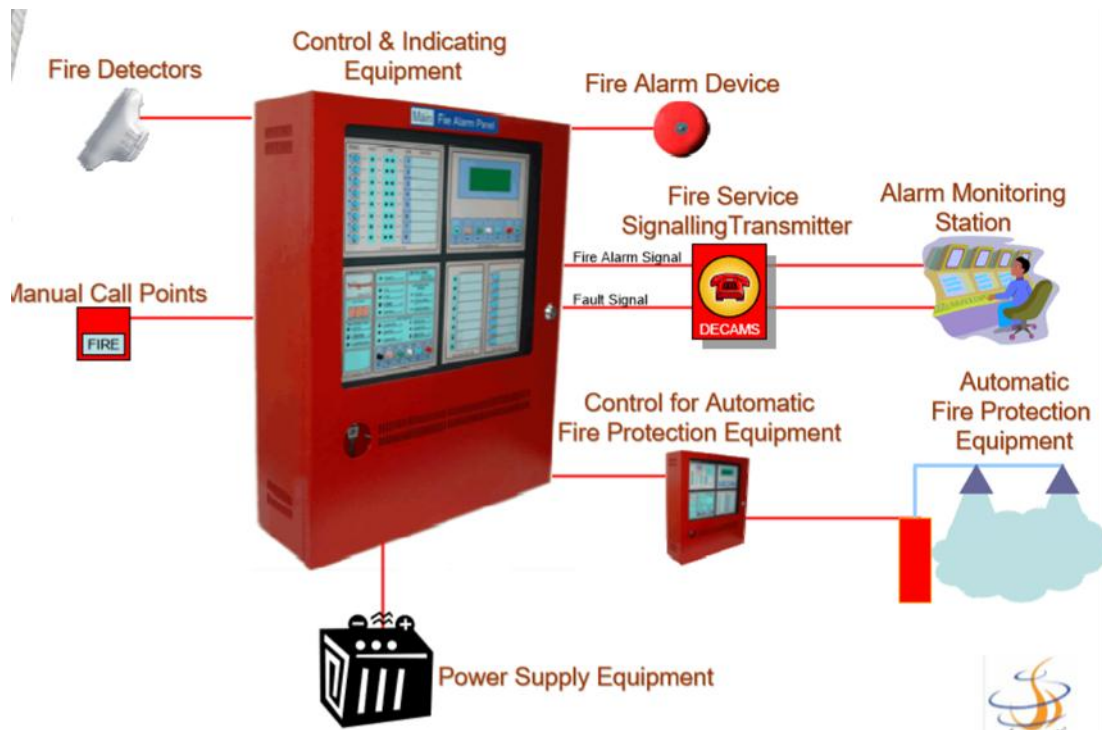 Control & Indicating
Equipment
Fire Detectors
Fire Alarm Device
Main Fire Alarm Panel
Fire Service
SignallingTransmitter
Alarm Monitoring
Station
Fire Alarm Signal
Fault Signal
DECAMS
Manual Call Points
FIRE
Control for Automatic
Fire Protection Equipment
Automatic
Fire Protection
Equipment
Power Supply Equipment